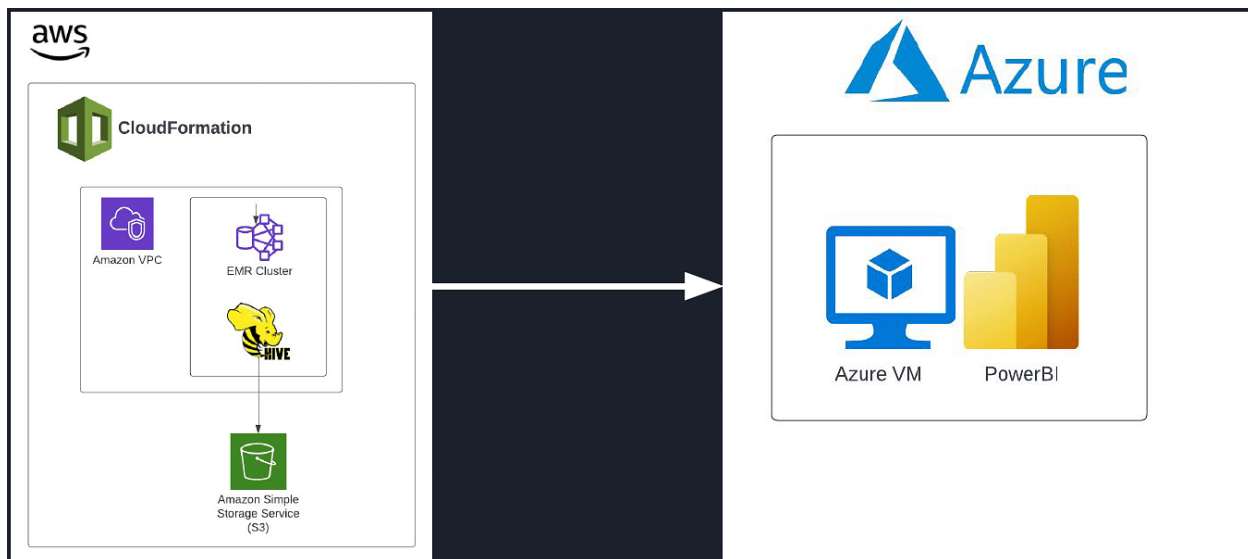 aws
CloudFormation
Amazon VPC
EMR Cluster
HIVE
Amazon Simple
Storage Service
(S3)
Azure
Azure VM
PowerBI